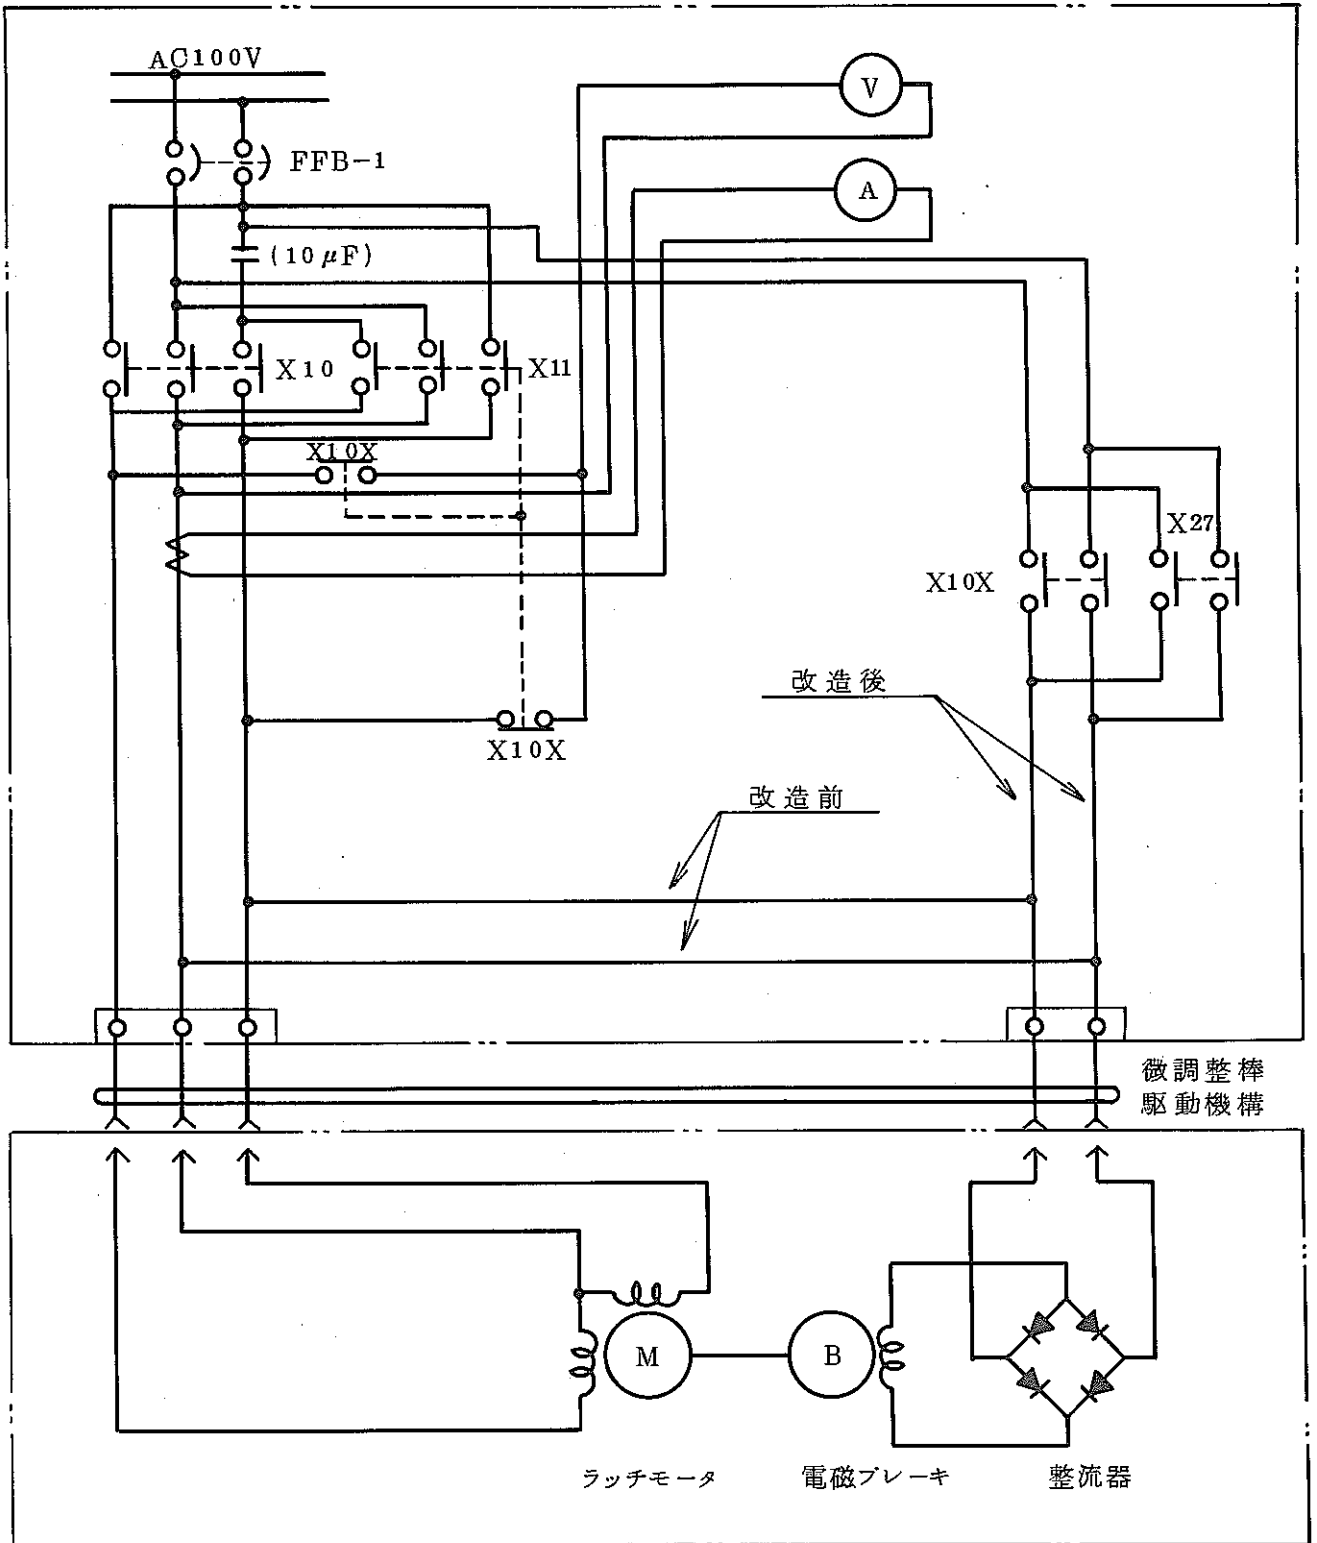 AC100V
V
FFB-1
A
(10μF)
X10
X11
X10X
X27
X10X
改造後
X10X
改造前
微調整棒
駆動機構
M
B
ラッチモータ
電磁ブレーキ
整流器